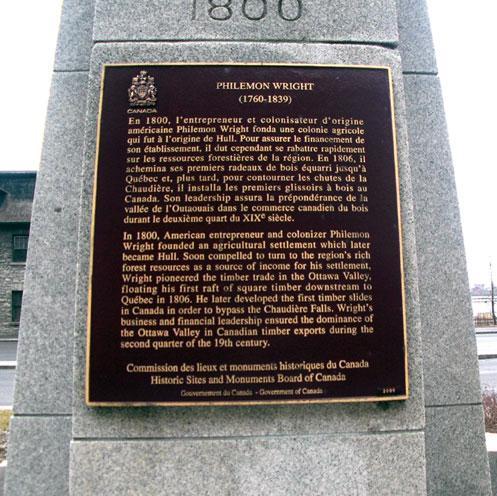 1800
CANADA
PHILEMON WRIGHT
(1760-1839)
En 1800, l'entrepreneur et colonisateur d'origine
américaine Philemon Wright fonda une colonie agricole
qui fut à l'origine de Hull. Pour assurer le financement de
son établissement, il dut cependant se rabattre rapidement
sur les ressources forestières de la région. En 1806, il
achemina ses premiers radeaux de bois équarri jusqu'à
Québec et, plus tard, pour contourner les chutes de la
Chaudière, il installa les premiers glissoirs à bois au
Canada. Son leadership assura la prépondérance de la
vallée de l'Outaouais dans le commerce canadien du bois
durant le deuxième quart du XIXe siècle.
In 1800, American entrepreneur and colonizer Philemon
Wright founded an agricultural settlement which later
became Hull. Soon compelled to turn to the region's rich
forest resources as a source of income for his settlement,
Wright pioneered the timber trade in the Ottawa Valley,
floating his first raft of square timber downstream to
Québec in 1806. He later developed the first timber slides
in Canada in order to bypass the Chaudière Falls. Wright's
business and financial leadership ensured the dominance of
the Ottawa Valley in Canadian timber exports during the
second quarter of the 19th century.
Commission des lieux et monuments historiques du Canada
Historic Sites and Monuments Board of Canada
Gouvernement du Canada - Government of Canada